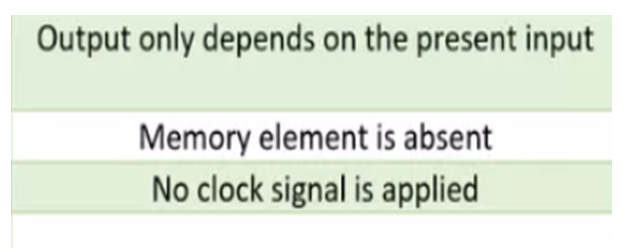 Output only depends on the present input
Memory element is absent
No clock signal is applied